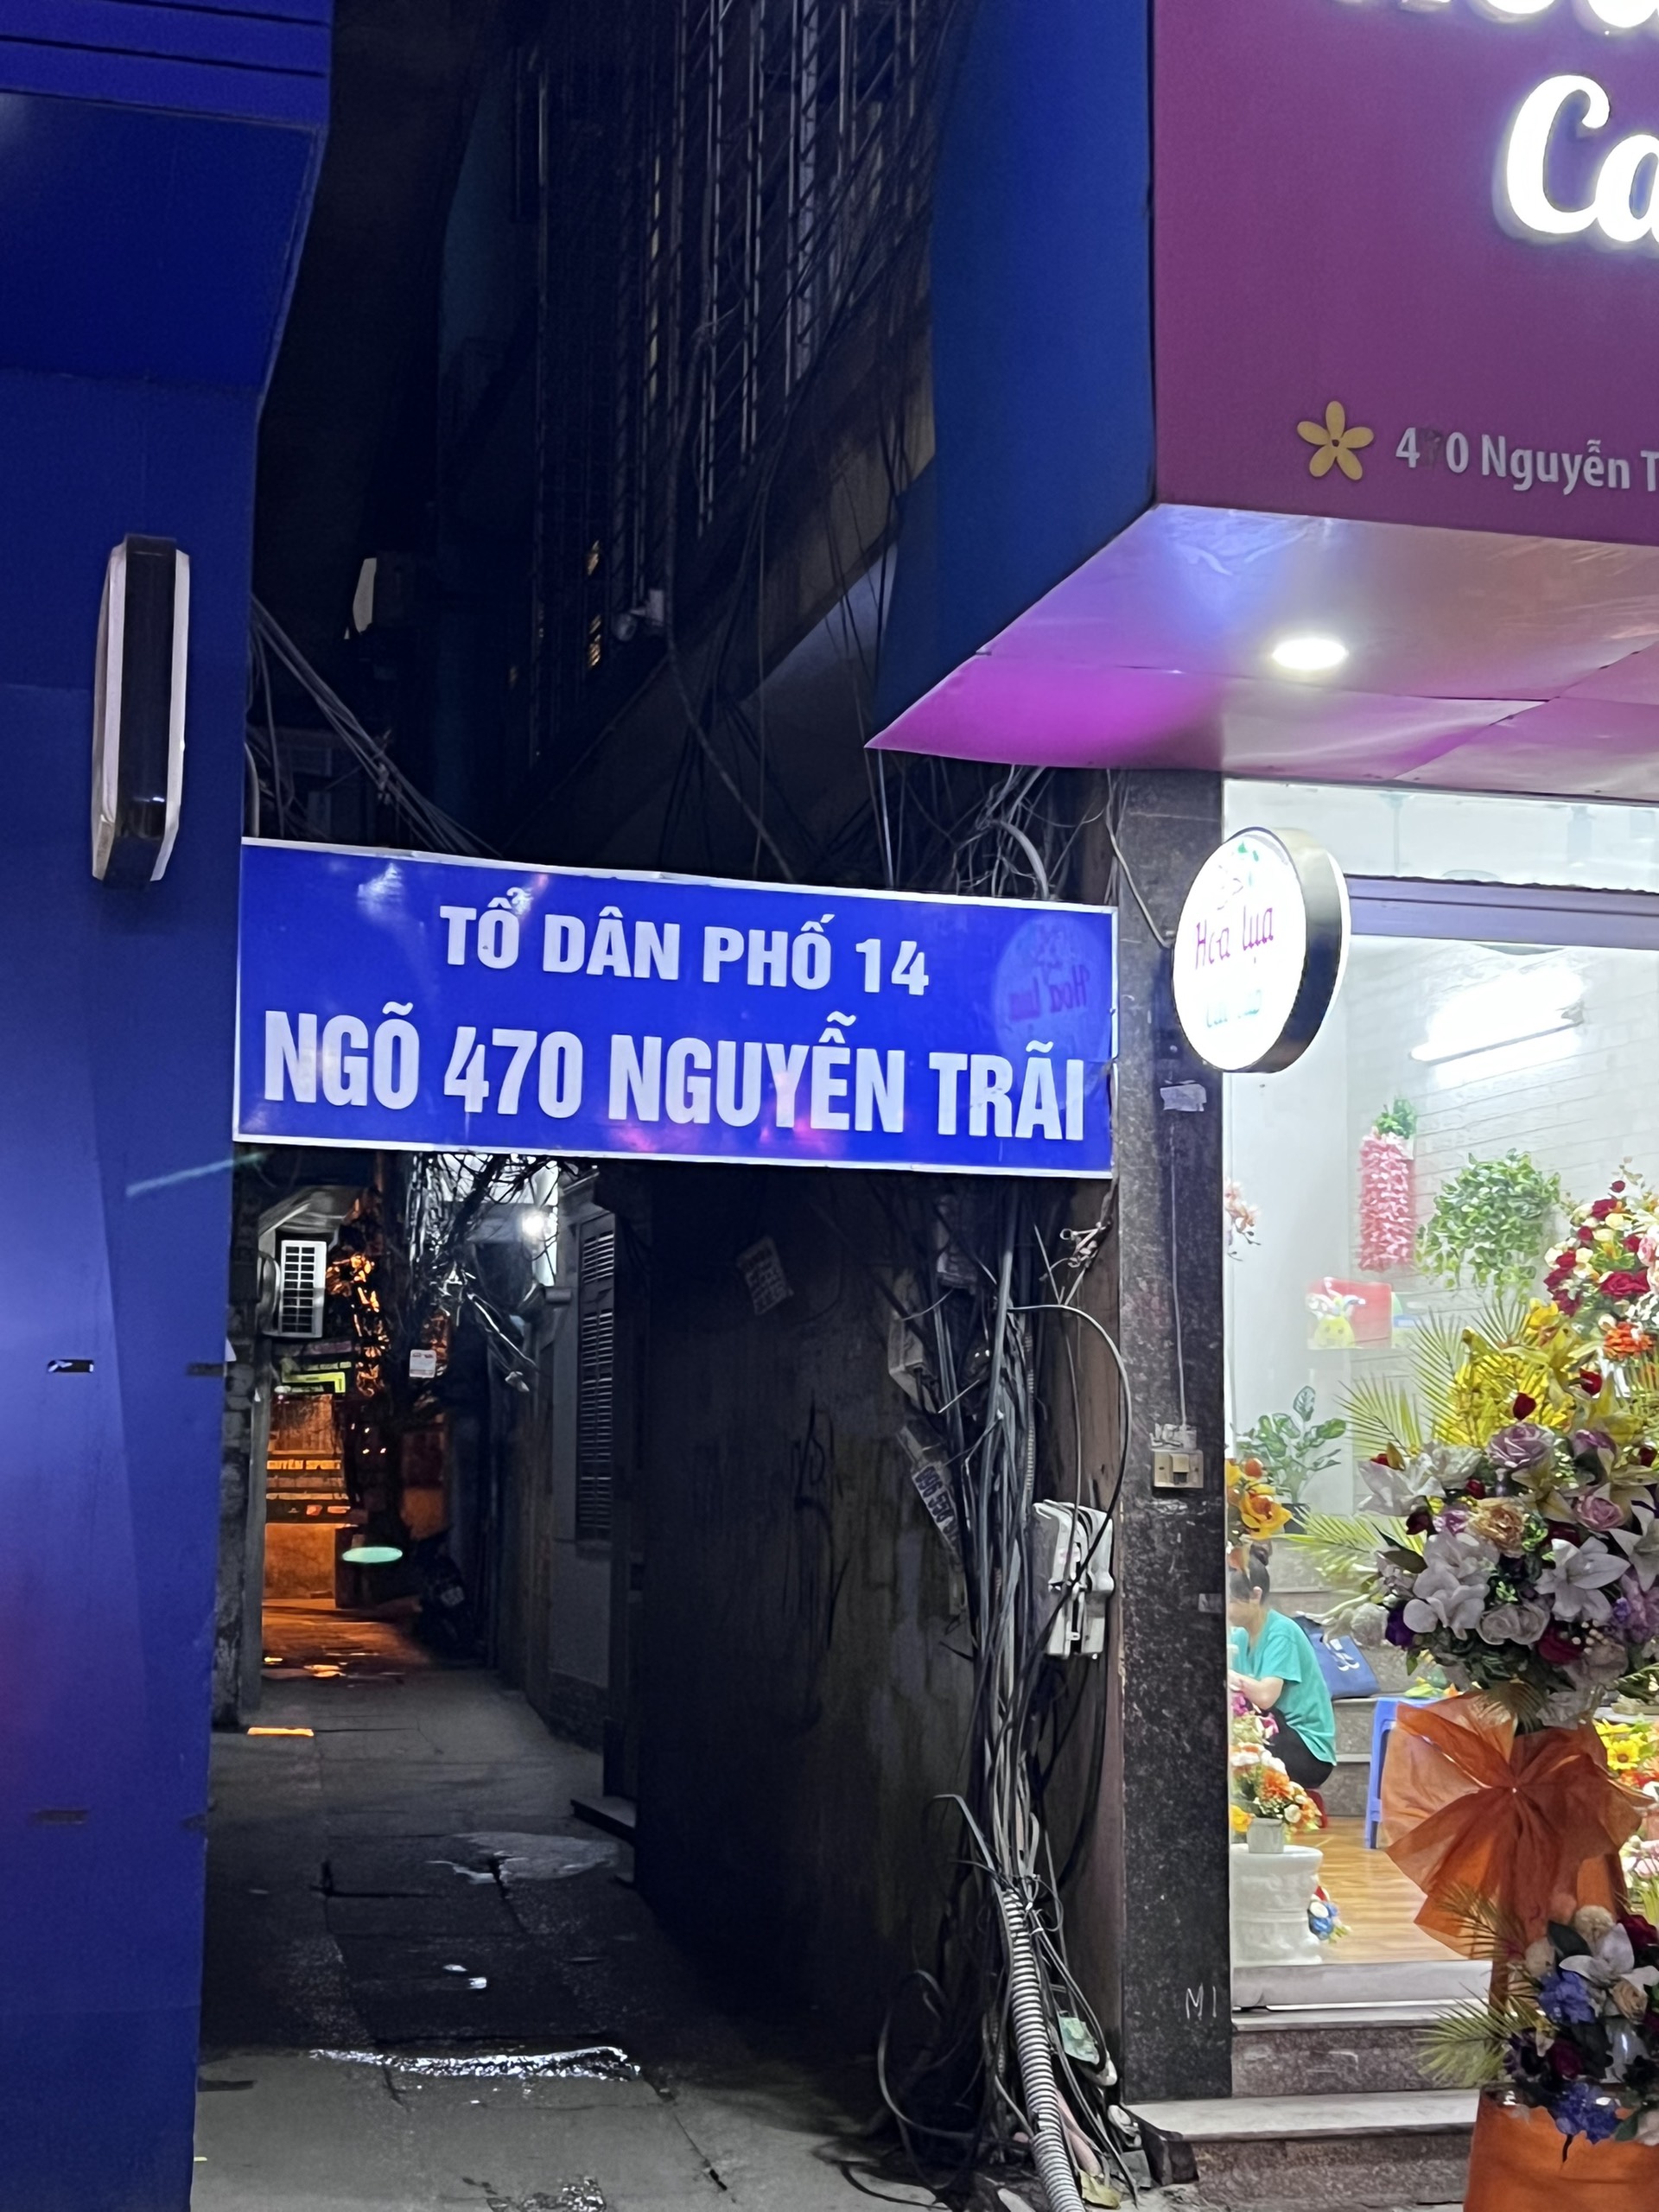 Ca
470 Nguyễn T
TỔ DÂN PHỐ 14
NGÕ 470 NGUYỄN TRÃI
Hoa lụa